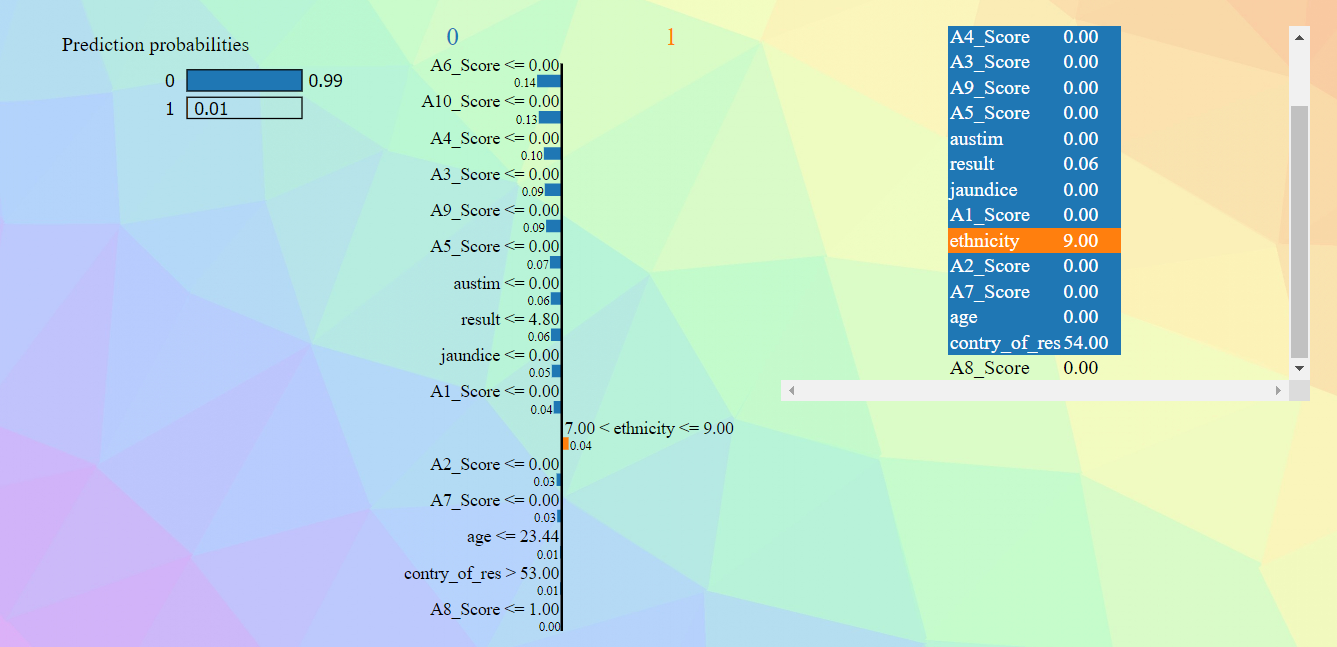 Prediction probabilities
0 0.99
1 0.01
0 1
A6_Score <= 0.00
0.14
A10_Score <= 0.00
0.13
A4_Score <= 0.00
0.10
A3_Score <= 0.00
0.09
A9_Score <= 0.00
0.09
A5_Score <= 0.00
0.07
austim <= 0.00
0.06
result <= 4.80
0.06
jaundice <= 0.00
0.05
A1_Score <= 0.00
0.04
7.00 < ethnicity <= 9.00
0.04
A2_Score <= 0.00
0.03
A7_Score <= 0.00
0.03
age <= 23.44
0.01
contry_of_res > 53.00
0.01
A8_Score <= 1.00
0.00
A4_Score 0.00
A3_Score 0.00
A9_Score 0.00
A5_Score 0.00
austim 0.00
result 0.06
jaundice 0.00
A1_Score 0.00
ethnicity 9.00
A2_Score 0.00
A7_Score 0.00
age 0.00
contry_of_res 54.00
A8_Score 0.00